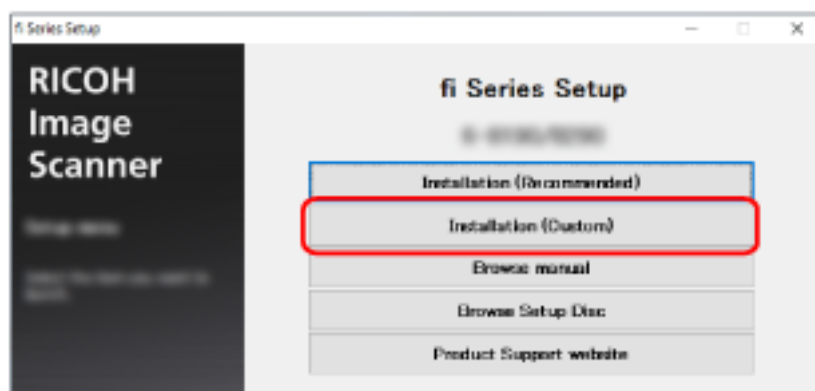 fi Series Setup
RICOH
Image
Scanner
fi Series Setup
Installation (Recommended)
Installation (Custom)
Browse manual
Browse Setup Disc
Product Support website